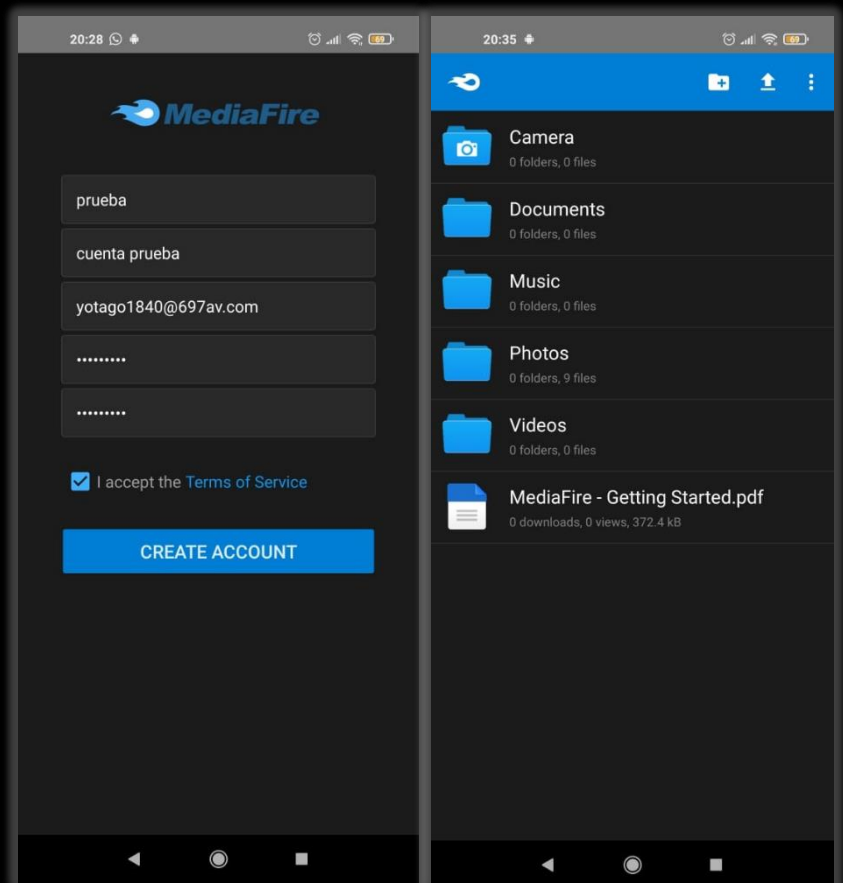 20:28
69
MediaFire
prueba
cuenta prueba
yotago1840@697av.com
•••••••••
•••••••••
I accept the Terms of Service
CREATE ACCOUNT
20:35
69
Camera
0 folders, 0 files
Documents
0 folders, 0 files
Music
0 folders, 0 files
Photos
0 folders, 9 files
Videos
0 folders, 0 files
MediaFire - Getting Started.pdf
0 downloads, 0 views, 372.4 kB